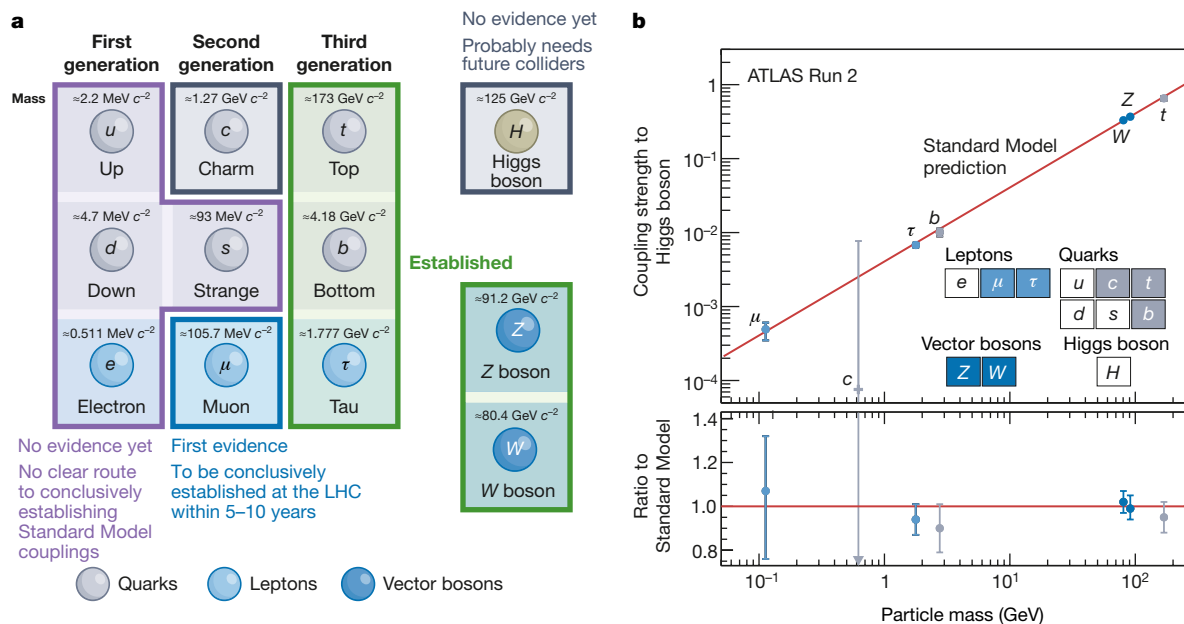 a
First generation
Second generation
Third generation
No evidence yet
Probably needs
future colliders
Mass
≈2.2 MeV c⁻²
u
Up
≈1.27 GeV c⁻²
c
Charm
≈173 GeV c⁻²
t
Top
≈125 GeV c⁻²
H
Higgs
boson
≈4.7 MeV c⁻²
d
Down
≈93 MeV c⁻²
s
Strange
≈4.18 GeV c⁻²
b
Bottom
Established
≈0.511 MeV c⁻²
e
Electron
≈105.7 MeV c⁻²
μ
Muon
≈1.777 GeV c⁻²
τ
Tau
≈91.2 GeV c⁻²
Z
Z boson
≈80.4 GeV c⁻²
W
W boson
No evidence yet
No clear route
to conclusively
establishing
Standard Model
couplings
First evidence
To be conclusively
established at the LHC
within 5–10 years
Quarks
Leptons
Vector bosons
b
ATLAS Run 2
Coupling strength to
Higgs boson
1
10⁻¹
10⁻²
10⁻³
10⁻⁴
Standard Model
prediction
μ
c
τ
b
Z
W
t
Leptons
e μ τ
Quarks
u c t
d s b
Vector bosons
Z W
Higgs boson
H
Ratio to
Standard Model
1.4
1.2
1.0
0.8
10⁻¹ 1 10 10²
Particle mass (GeV)